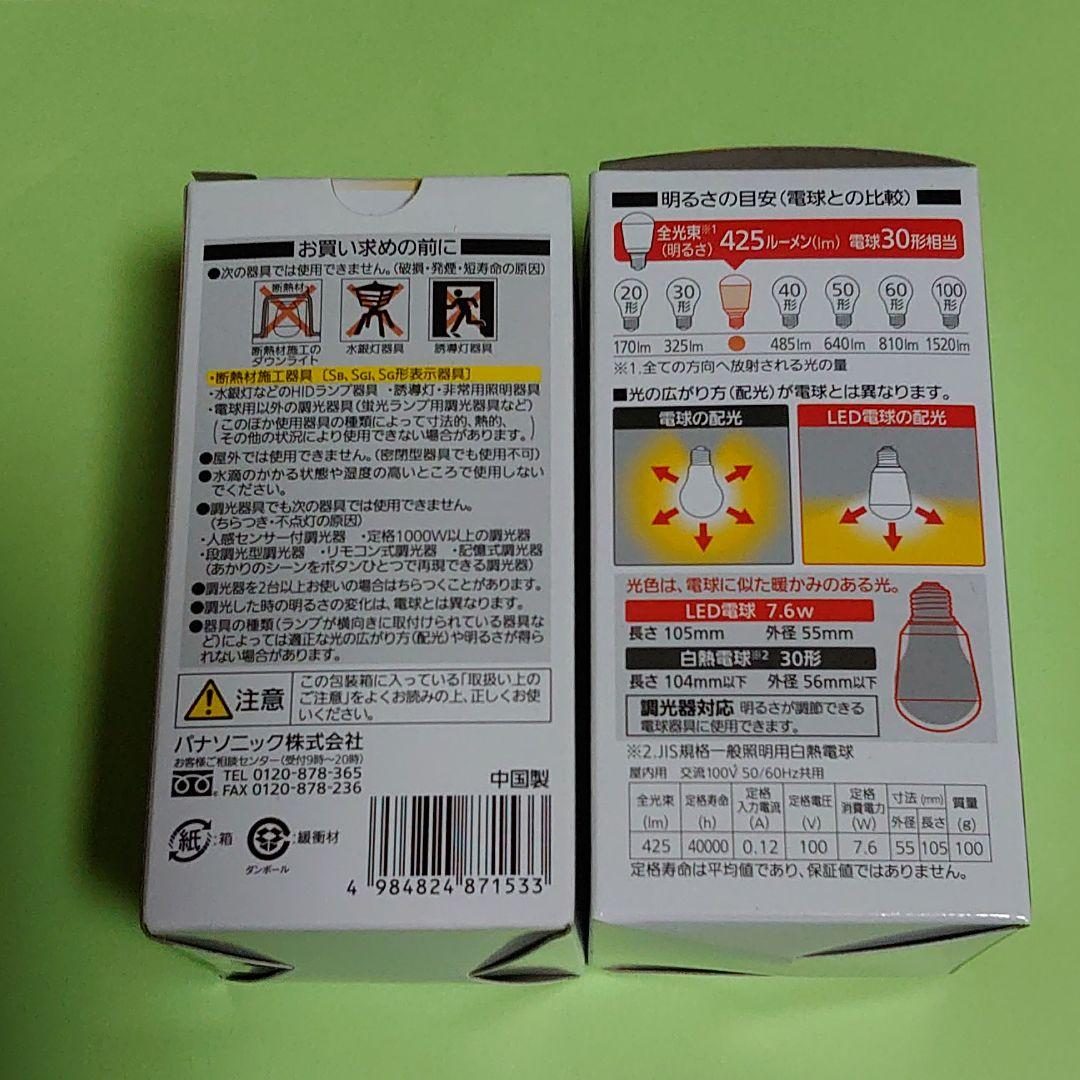 お買い求めの前に
●次の器具では使用できません。(破損・発煙・短寿命の原因)
断熱材
断熱材施工の
ダウンライト
水銀灯器具
誘導灯器具
・断熱材施工器具〔SB、SGI、SG形表示器具〕
・水銀灯などのHIDランプ器具 ・誘導灯・非常用照明器具
・電球用以外の調光器具(蛍光ランプ用調光器具など)
(このほか使用器具の種類によって寸法的、熱的、
その他の状況により使用できない場合があります。)
●屋外では使用できません。(密閉型器具でも使用不可)
●水滴のかかる状態や湿度の高いところで使用しない
でください。
●調光器具でも次の器具では使用できません。
(ちらつき・不点灯の原因)
・人感センサー付調光器 ・定格1000W以上の調光器
・段調光型調光器 ・リモコン式調光器 ・記憶式調光器
(あかりのシーンをボタンひとつで再現できる調光器)
●調光器を2台以上お使いの場合はちらつくことがあります。
●調光した時の明るさの変化は、電球とは異なります。
●器具の種類(ランプが横向きに取付けられている器具な
ど)によっては適正な光の広がり方(配光)や明るさが得ら
れない場合があります。
注意
この包装箱に入っている「取扱い上の
ご注意」をよくお読みの上、正しくお使
いください。
パナソニック株式会社
お客様ご相談センター(受付9時〜20時)
TEL 0120-878-365
FAX 0120-878-236
中国製
紙 :箱
:緩衝材
ダンボール
4 984824 871533
明るさの目安(電球との比較)
全光束※1
(明るさ)
425ルーメン(lm) 電球30形相当
20形
30形
40形
50形
60形
100形
170lm 325lm 485lm 640lm 810lm 1520lm
※1.全ての方向へ放射される光の量
■光の広がり方(配光)が電球とは異なります。
電球の配光
LED電球の配光
光色は、電球に似た暖かみのある光。
LED電球 7.6W
長さ 105mm 外径 55mm
白熱電球※2 30形
長さ 104mm以下 外径 56mm以下
調光器対応 明るさが調節できる
電球器具に使用できます。
※2.JIS規格一般照明用白熱電球
屋内用 交流100V 50/60Hz共用
全光束(lm) 定格寿命(h) 定格入力電流(A) 定格電圧(V) 定格消費電力(W) 寸法(mm) 外径 長さ 質量(g)
425 40000 0.12 100 7.6 55 105 100
定格寿命は平均値であり、保証値ではありません。